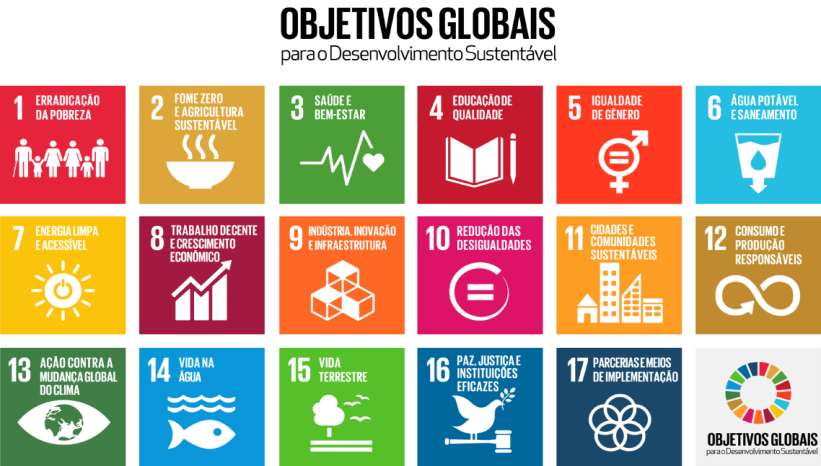 OBJETIVOS GLOBAIS
para o Desenvolvimento Sustentável
1 ERRADICAÇÃO
DA POBREZA
2 FOME ZERO
E AGRICULTURA
SUSTENTÁVEL
3 SAÚDE E
BEM-ESTAR
4 EDUCAÇÃO DE
QUALIDADE
5 IGUALDADE
DE GÊNERO
6 ÁGUA POTÁVEL
E SANEAMENTO
7 ENERGIA LIMPA
E ACESSÍVEL
8 TRABALHO DECENTE
E CRESCIMENTO
ECONÔMICO
9 INDÚSTRIA, INOVAÇÃO
E INFRAESTRUTURA
10 REDUÇÃO DAS
DESIGUALDADES
11 CIDADES E
COMUNIDADES
SUSTENTÁVEIS
12 CONSUMO E
PRODUÇÃO
RESPONSÁVEIS
13 AÇÃO CONTRA A
MUDANÇA GLOBAL
DO CLIMA
14 VIDA NA
ÁGUA
15 VIDA
TERRESTRE
16 PAZ, JUSTIÇA E
INSTITUIÇÕES
EFICAZES
17 PARCERIAS E MEIOS
DE IMPLEMENTAÇÃO
OBJETIVOS GLOBAIS
para o Desenvolvimento Sustentável